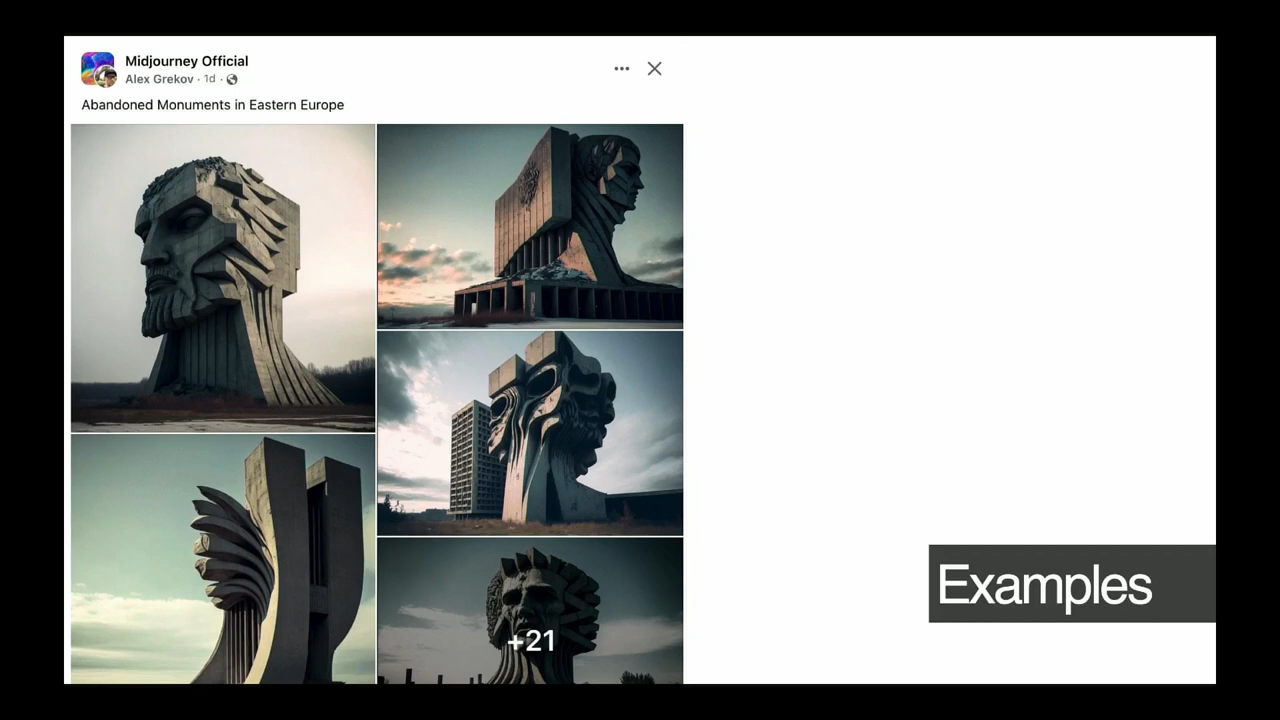 Midjourney Official
Alex Grekov · 1d ·
Abandoned Monuments in Eastern Europe
+21
Examples